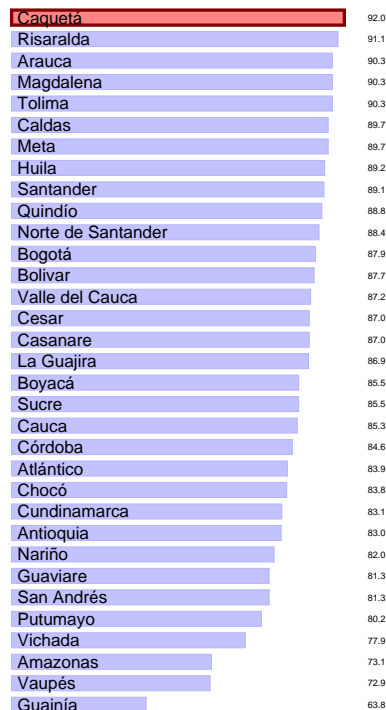 Caquetá 92.0
Risaralda 91.1
Arauca 90.3
Magdalena 90.3
Tolima 90.3
Caldas 89.7
Meta 89.7
Huila 89.2
Santander 89.1
Quindío 88.8
Norte de Santander 88.4
Bogotá 87.9
Bolivar 87.7
Valle del Cauca 87.2
Cesar 87.0
Casanare 87.0
La Guajira 86.9
Boyacá 85.5
Sucre 85.5
Cauca 85.3
Córdoba 84.6
Atlántico 83.9
Chocó 83.8
Cundinamarca 83.1
Antioquia 83.0
Nariño 82.0
Guaviare 81.3
San Andrés 81.3
Putumayo 80.2
Vichada 77.9
Amazonas 73.1
Vaupés 72.9
Guainía 63.8